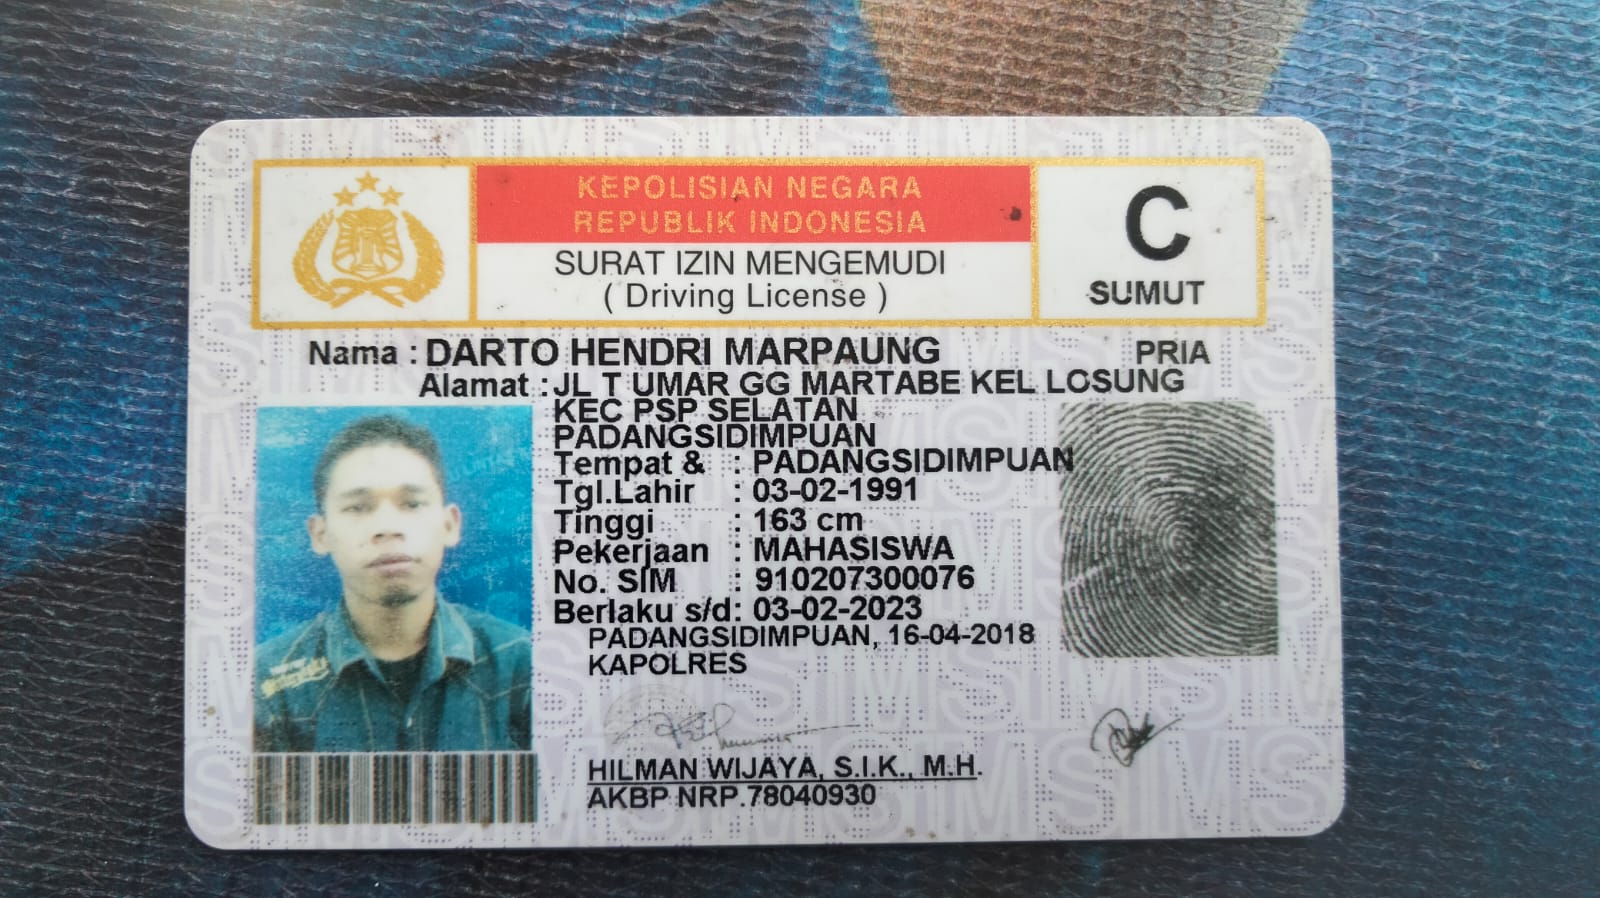 KEPOLISIAN NEGARA
REPUBLIK INDONESIA
SURAT IZIN MENGEMUDI
( Driving License )
C
SUMUT
Nama : DARTO HENDRI MARPAUNG PRIA
Alamat : JL T UMAR GG MARTABE KEL LOSUNG
KEC PSP SELATAN
PADANGSIDIMPUAN
Tempat & : PADANGSIDIMPUAN
Tgl.Lahir : 03-02-1991
Tinggi : 163 cm
Pekerjaan : MAHASISWA
No. SIM : 910207300076
Berlaku s/d: 03-02-2023
PADANGSIDIMPUAN, 16-04-2018
KAPOLRES
HILMAN WIJAYA, S.I.K., M.H.
AKBP NRP.78040930